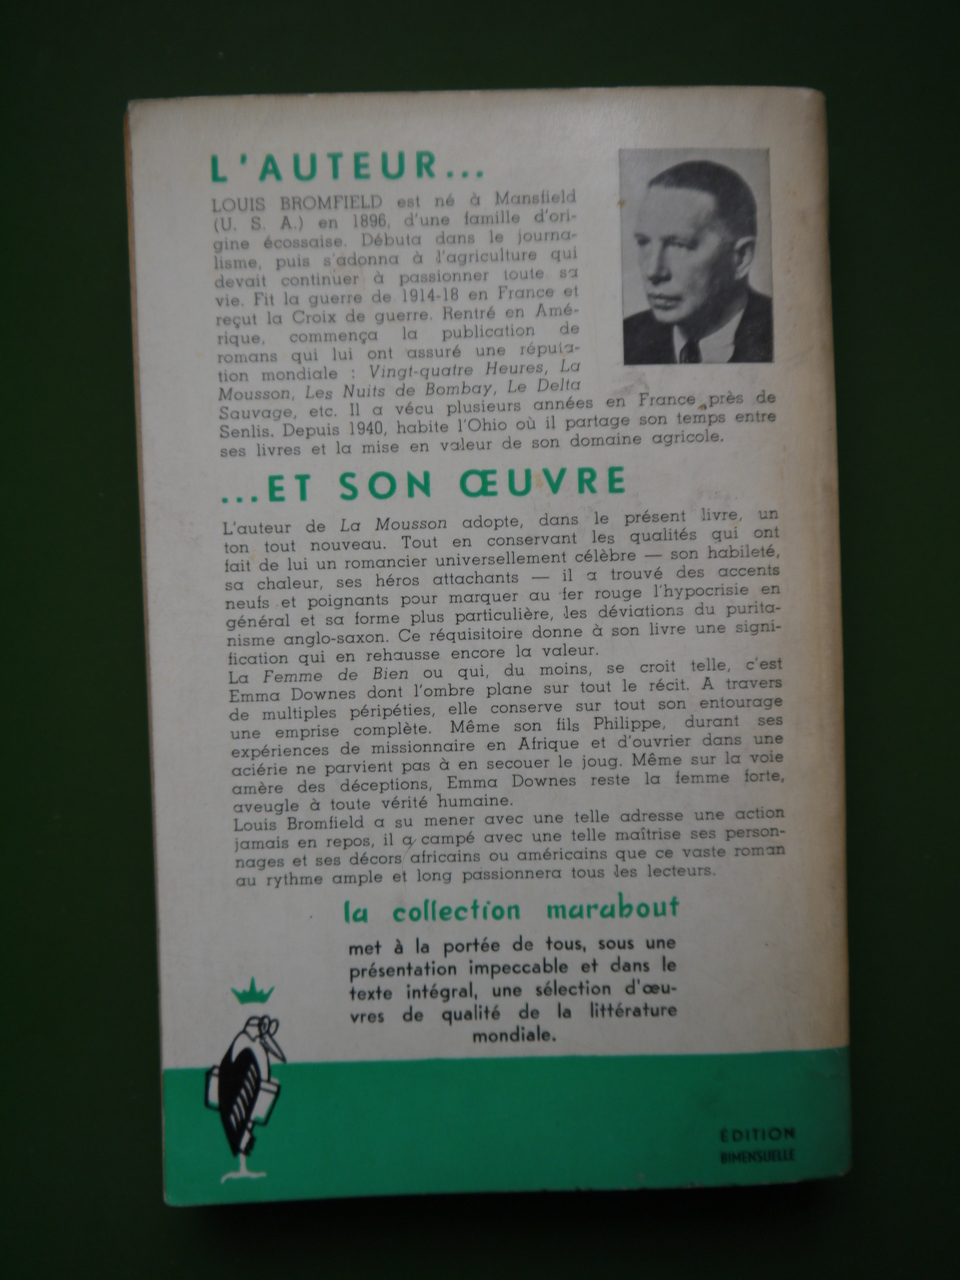 L'AUTEUR...
LOUIS BROMFIELD est né à Mansfield
(U. S. A.) en 1896, d'une famille d'ori-
gine écossaise. Débuta dans le journa-
lisme, puis s'adonna à l'agriculture qui
devait continuer à passionner toute sa
vie. Fit la guerre de 1914-18 en France et
reçut la Croix de guerre. Rentré en Amé-
rique, commença la publication de
romans qui lui ont assuré une réputa-
tion mondiale : Vingt-quatre Heures, La
Mousson, Les Nuits de Bombay, Le Delta
Sauvage, etc. Il a vécu plusieurs années en France près de
Senlis. Depuis 1940, habite l'Ohio où il partage son temps entre
ses livres et la mise en valeur de son domaine agricole.
...ET SON ŒUVRE
L'auteur de La Mousson adopte, dans le présent livre, un
ton tout nouveau. Tout en conservant les qualités qui ont
fait de lui un romancier universellement célèbre — son habileté,
sa chaleur, ses héros attachants — il a trouvé des accents
neufs et poignants pour marquer au fer rouge l'hypocrisie en
général et sa forme plus particulière, les déviations du purita-
nisme anglo-saxon. Ce réquisitoire donne à son livre une signi-
fication qui en rehausse encore la valeur.
La Femme de Bien ou qui, du moins, se croit telle, c'est
Emma Downes dont l'ombre plane sur tout le récit. A travers
de multiples péripéties, elle conserve sur tout son entourage
une emprise complète. Même son fils Philippe, durant ses
expériences de missionnaire en Afrique et d'ouvrier dans une
aciérie ne parvient pas à en secouer le joug. Même sur la voie
amère des déceptions, Emma Downes reste la femme forte,
aveugle à toute vérité humaine.
Louis Bromfield a su mener avec une telle adresse une action
jamais en repos, il a campé avec une telle maîtrise ses person-
nages et ses décors africains ou américains que ce vaste roman
au rythme ample et long passionnera tous les lecteurs.
la collection marabout
met à la portée de tous, sous une
présentation impeccable et dans le
texte intégral, une sélection d'œu-
vres de qualité de la littérature
mondiale.
ÉDITION
BIMENSUELLE